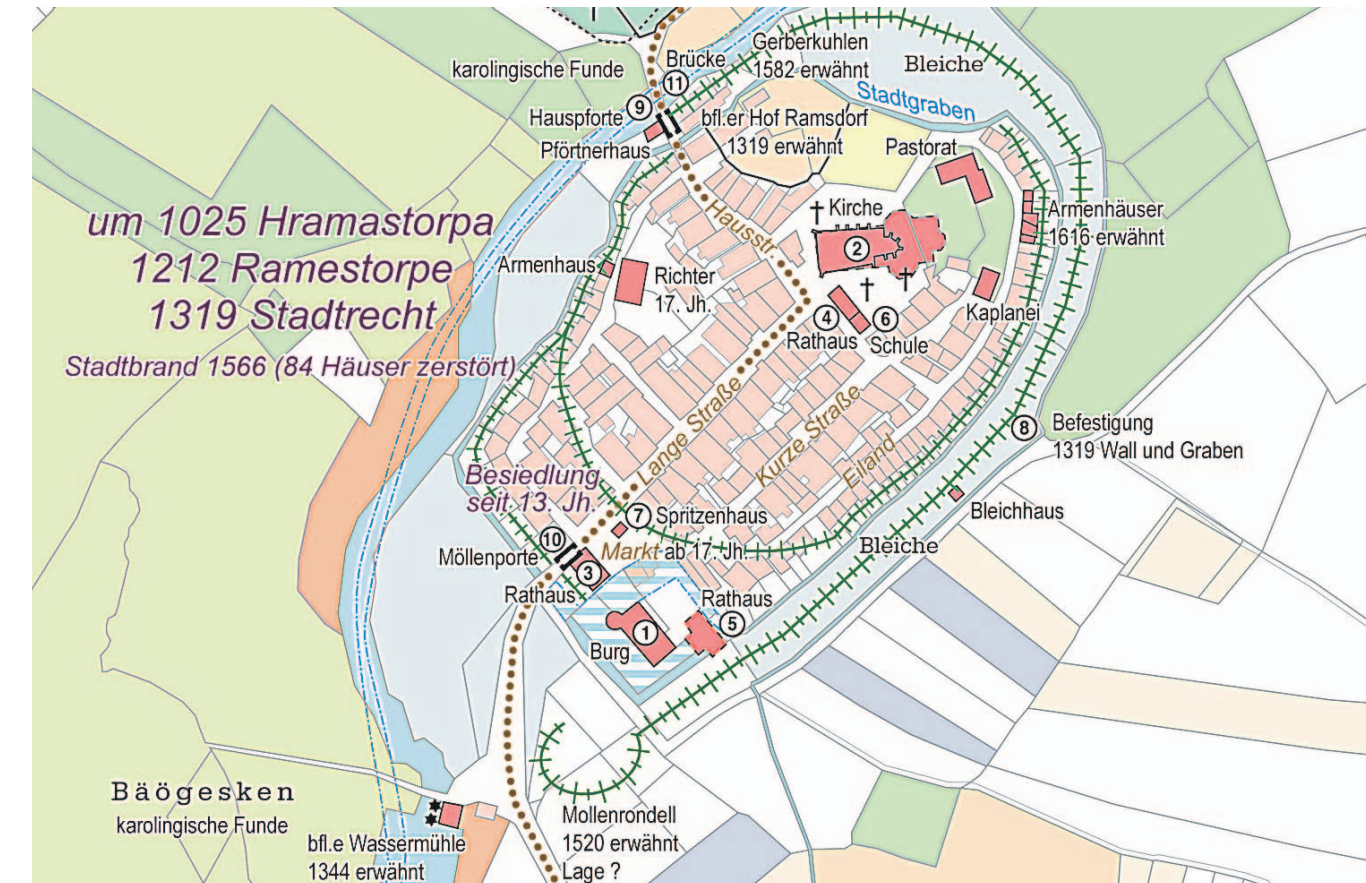 karolingische Funde
Brücke
11
Gerberkuhlen
1582 erwähnt
Bleiche
Stadtgraben
9
Hauspforte
Pförtnerhaus
bfl.er Hof Ramsdorf
1319 erwähnt
Pastorat
um 1025 Hramastorpa
1212 Ramestorpe
1319 Stadtrecht
Stadtbrand 1566 (84 Häuser zerstört)
Hausstr.
Kirche
2
Armenhäuser
1616 erwähnt
Armenhaus
Richter
17. Jh.
4
Rathaus
6
Schule
Kaplanei
Lange Straße
Kurze Straße
Eiland
8
Befestigung
1319 Wall und Graben
Besiedlung
seit 13. Jh.
7 Spritzenhaus
Bleichhaus
10
Möllenporte
Markt ab 17. Jh.
Bleiche
3
Rathaus
Rathaus
5
1
Burg
Bäögesken
karolingische Funde
bfl.e Wassermühle
1344 erwähnt
Mollenrondell
1520 erwähnt
Lage ?